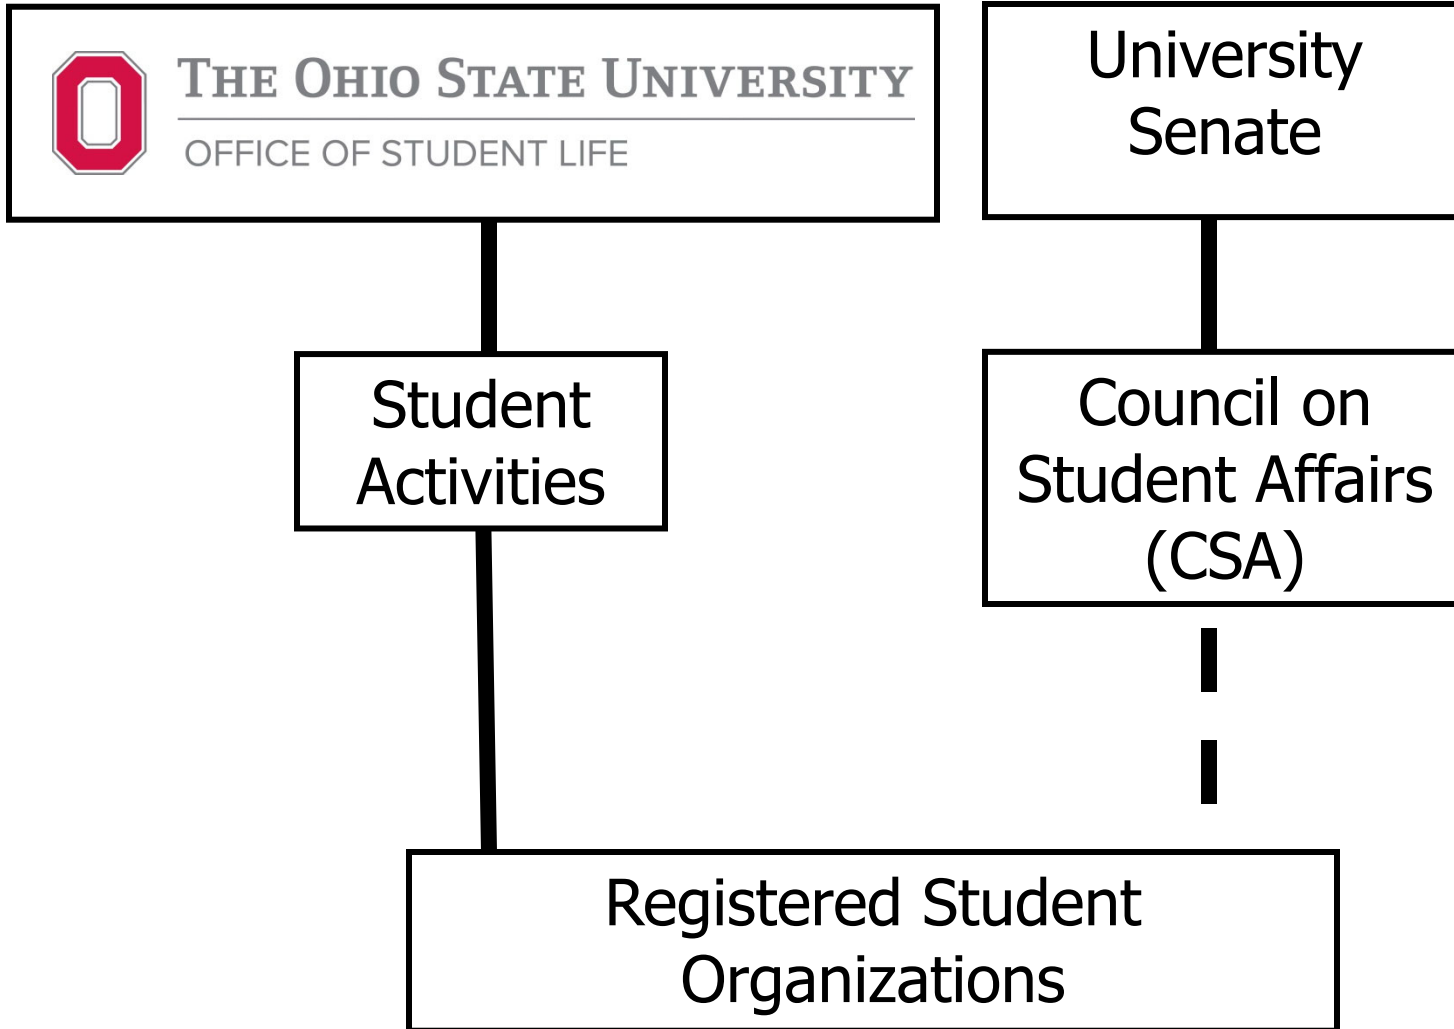 THE OHIO STATE UNIVERSITY
OFFICE OF STUDENT LIFE
University
Senate
Student
Activities
Council on
Student Affairs
(CSA)
Registered Student
Organizations